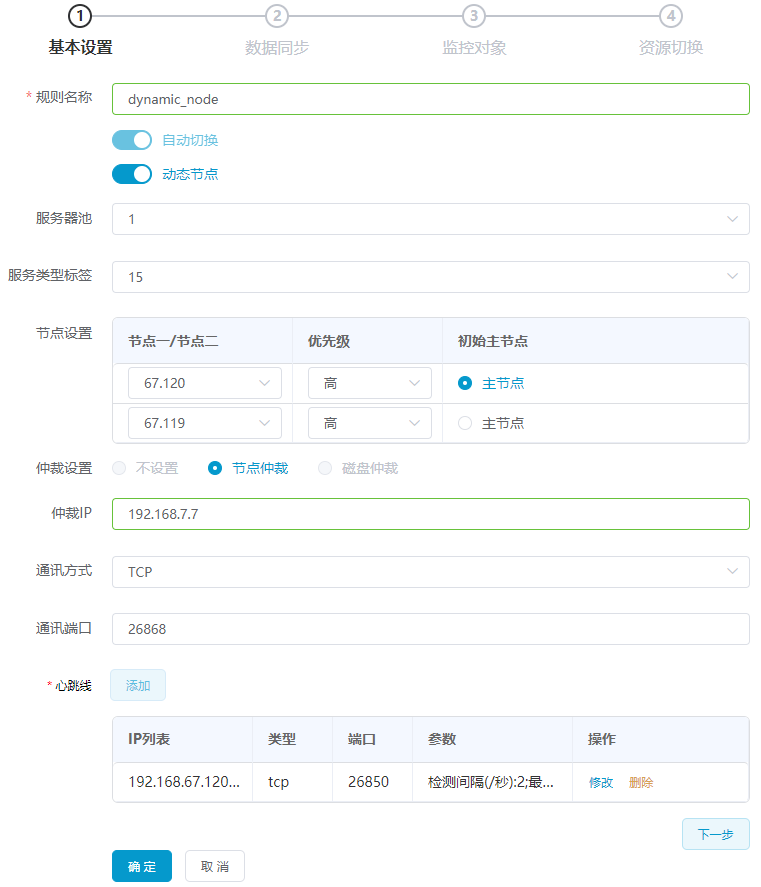 1 2 3 4
基本设置 数据同步 监控对象 资源切换
* 规则名称 dynamic_node
自动切换
动态节点
服务器池 1
服务类型标签 15
节点设置 节点一/节点二 优先级 初始主节点
67.120 高 主节点
67.119 高 主节点
仲裁设置 不设置 节点仲裁 磁盘仲裁
仲裁IP 192.168.7.7
通讯方式 TCP
通讯端口 26868
* 心跳线 添加
IP列表 类型 端口 参数 操作
192.168.67.120... tcp 26850 检测间隔(/秒):2;最... 修改 删除
下一步
确 定 取 消